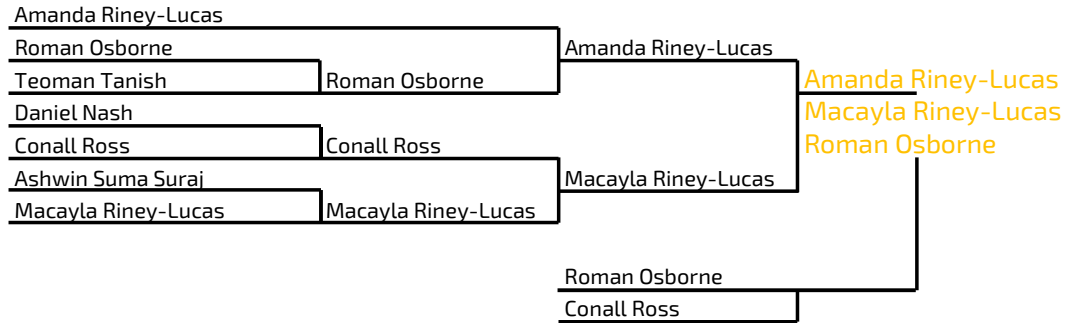 Amanda Riney-Lucas
Roman Osborne
Amanda Riney-Lucas
Teoman Tanish
Roman Osborne
Amanda Riney-Lucas
Daniel Nash
Macayla Riney-Lucas
Conall Ross
Conall Ross
Roman Osborne
Ashwin Suma Suraj
Macayla Riney-Lucas
Macayla Riney-Lucas
Macayla Riney-Lucas
Roman Osborne
Conall Ross